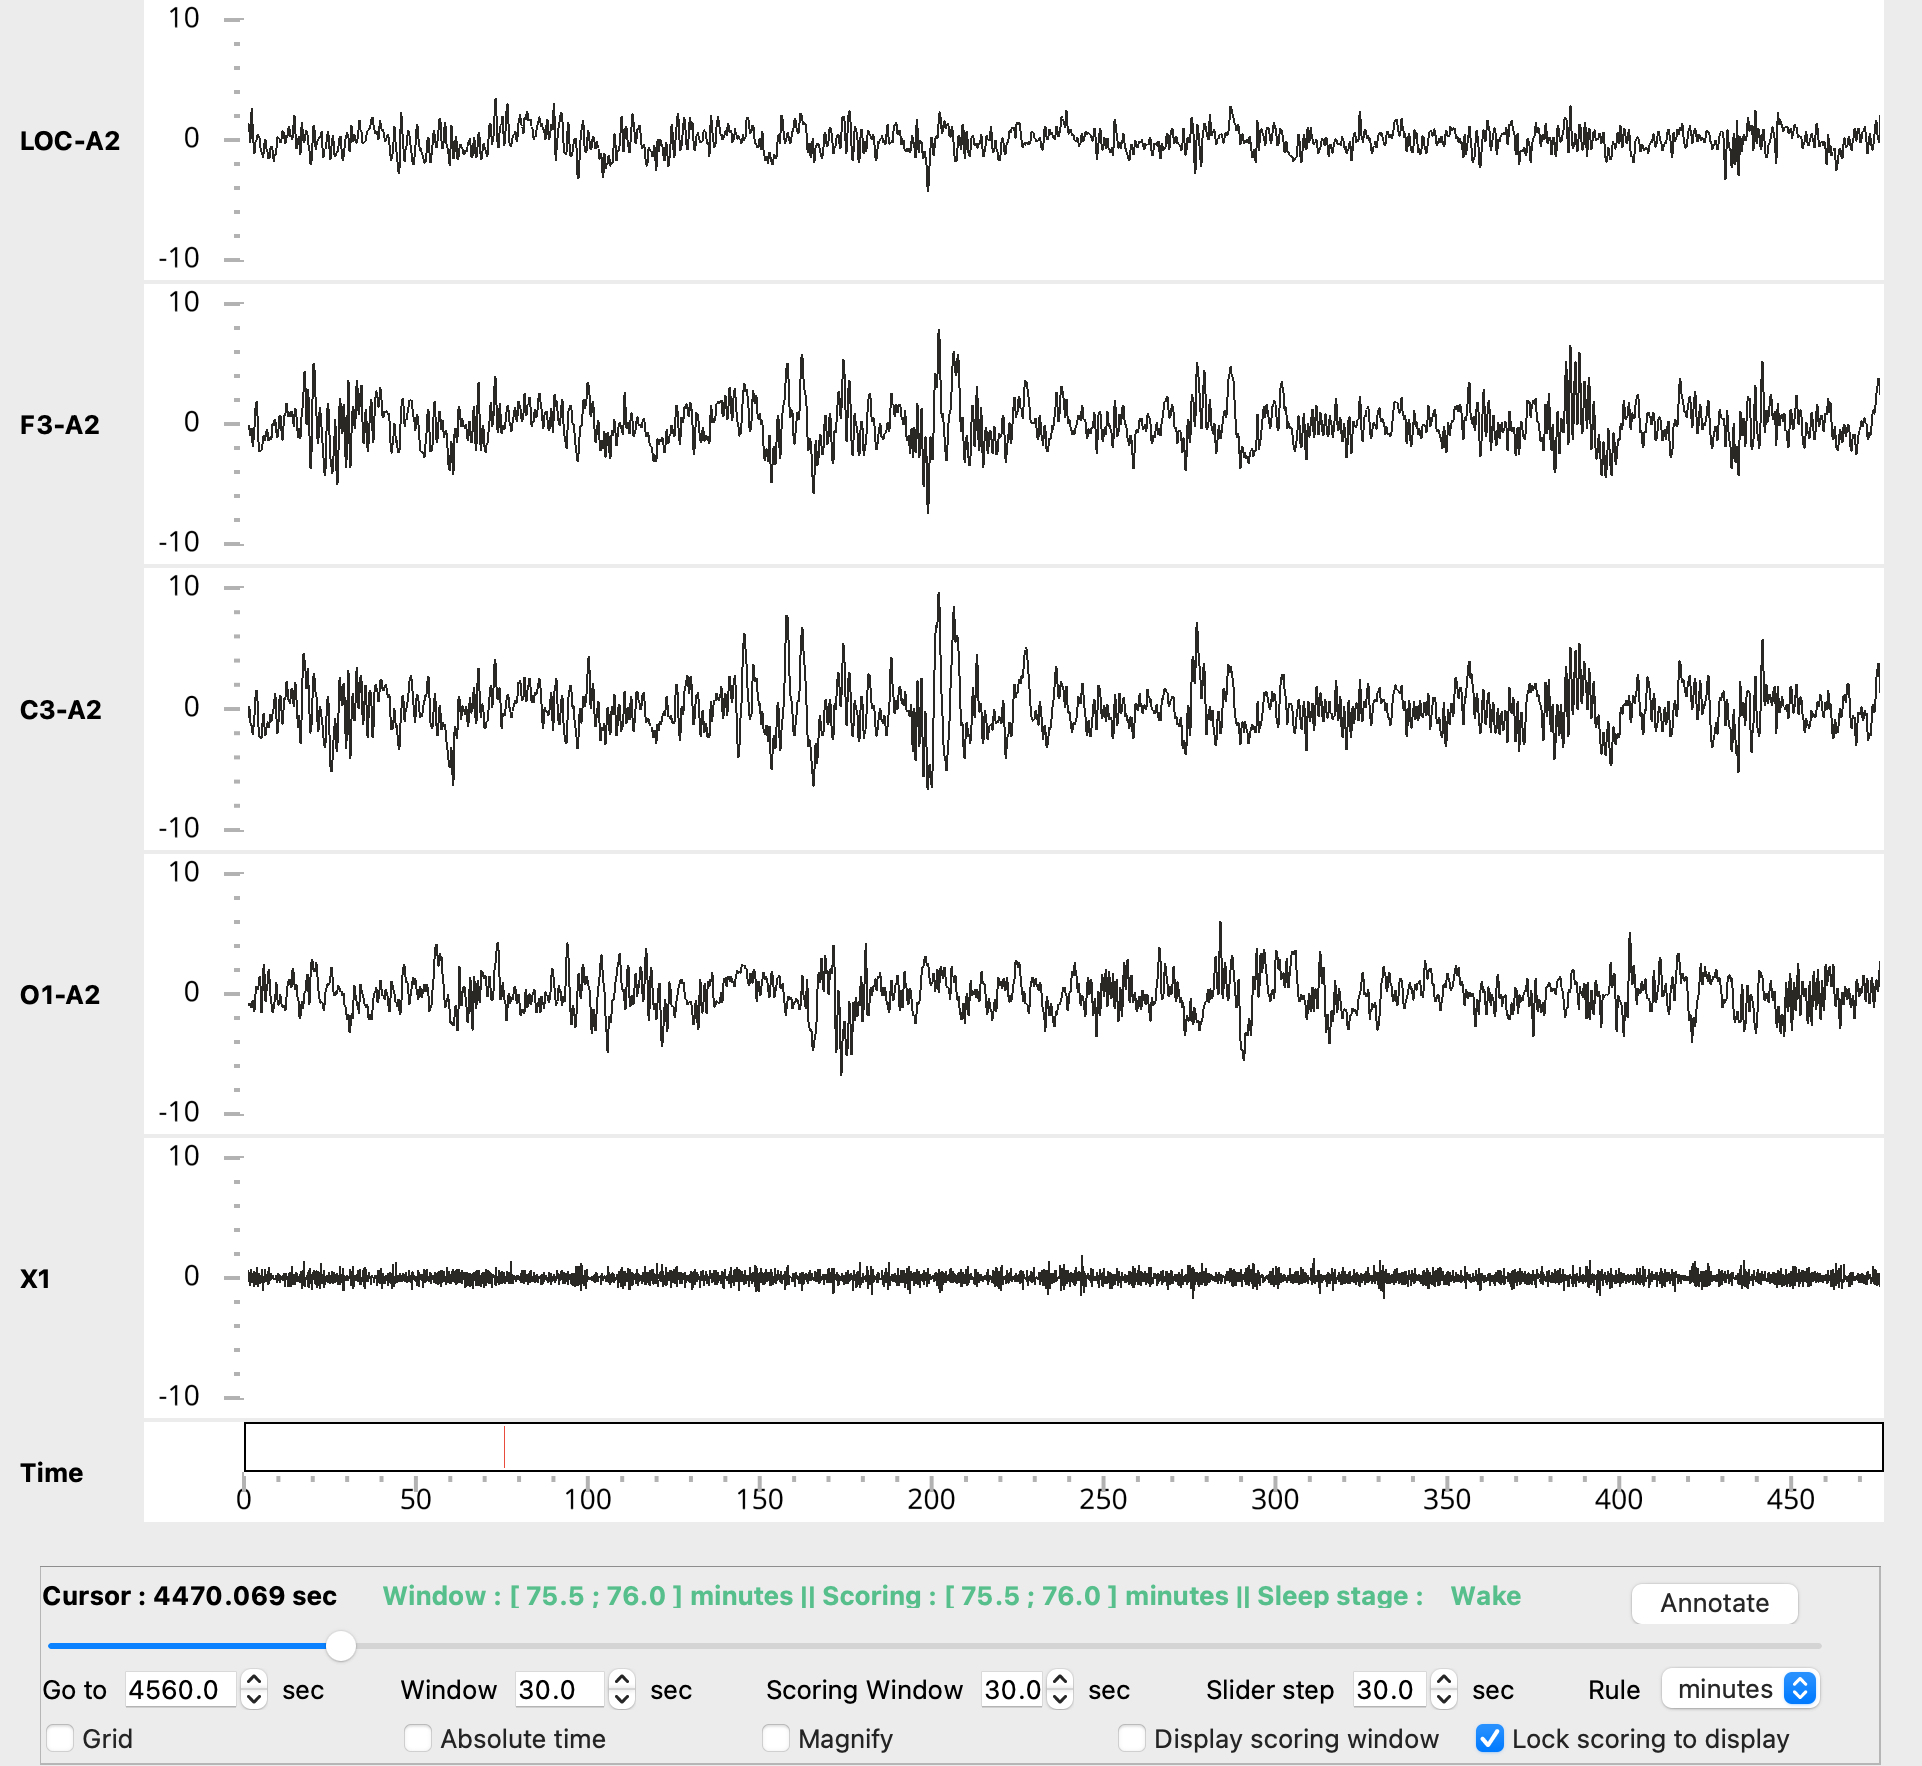 10
LOC-A2 0
-10
10
F3-A2 0
-10
10
C3-A2 0
-10
10
O1-A2 0
-10
10
X1 0
-10
Time
0 50 100 150 200 250 300 350 400 450
Cursor : 4470.069 sec Window : [ 75.5 ; 76.0 ] minutes || Scoring : [ 75.5 ; 76.0 ] minutes || Sleep stage : Wake Annotate
Go to 4560.0 sec Window 30.0 sec Scoring Window 30.0 sec Slider step 30.0 sec Rule minutes
Grid Absolute time Magnify Display scoring window Lock scoring to display